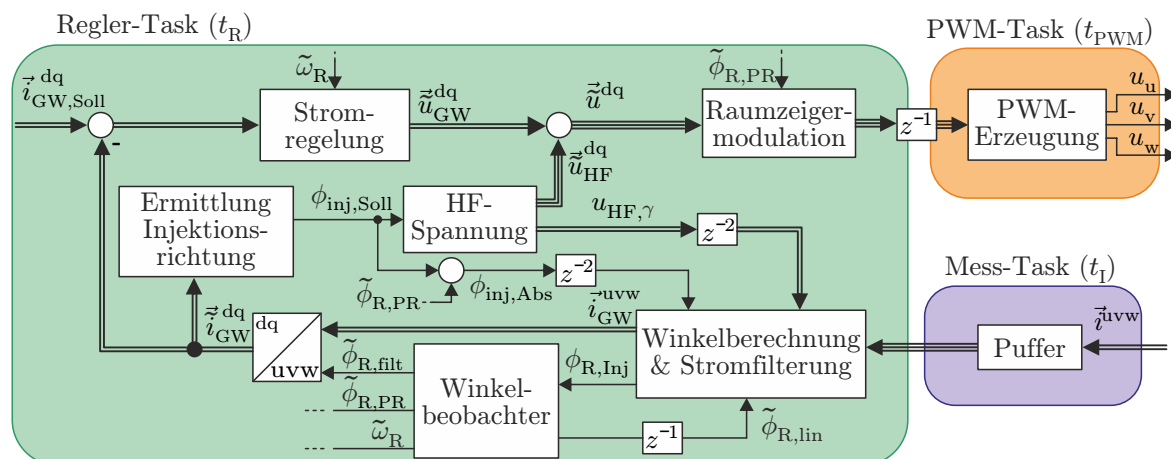 Regler-Task (t_R)
PWM-Task (t_PWM)
i⃗_GW,Soll^dq
ω̃_R
Strom-
regelung
ũ⃗_GW^dq
ũ⃗^dq
ϕ̃_R,PR
Raumzeiger-
modulation
z⁻¹
PWM-
Erzeugung
u_u
u_v
u_w
-
ũ⃗_HF^dq
Ermittlung
Injektions-
richtung
ϕ_inj,Soll
HF-
Spannung
u_HF,γ
z⁻²
ϕ̃_R,PR
ϕ_inj,Abs
z⁻²
Mess-Task (t_I)
ĩ⃗_GW^dq
dq
uvw
i⃗_GW^uvw
Winkelberechnung
& Stromfilterung
Puffer
i⃗^uvw
ϕ̃_R,filt
ϕ̃_R,PR
ω̃_R
Winkel-
beobachter
ϕ_R,Inj
z⁻¹
ϕ̃_R,lin